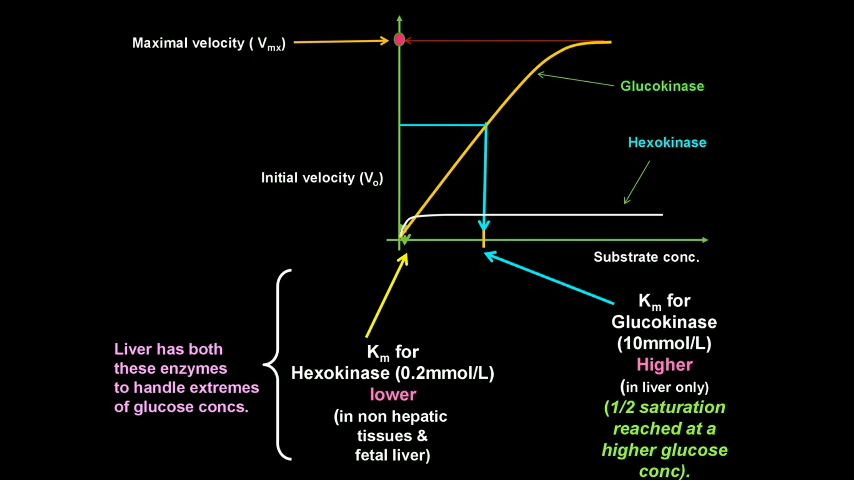 Maximal velocity ( Vmx)
Glucokinase
Hexokinase
Initial velocity (Vo)
Substrate conc.
Liver has both
these enzymes
to handle extremes
of glucose concs.
Km for
Hexokinase (0.2mmol/L)
lower
(in non hepatic
tissues &
fetal liver)
Km for
Glucokinase
(10mmol/L)
Higher
(in liver only)
(1/2 saturation
reached at a
higher glucose
conc).